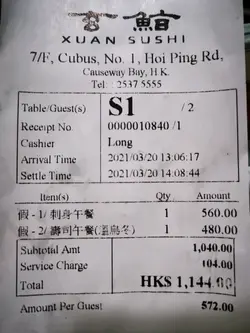 XUAN SUSHI
7/F, Cubus, No. 1, Hoi Ping Rd,
Causeway Bay, H.K.
Tel: 2537 5555
Table/Guest(s) S1 / 2
Receipt No. 0000010840 /1
Cashier Long
Arrival Time 2021/03/20 13:06:17
Settle Time 2021/03/20 14:08:44
Item(s) Qty Amount
假 - 1/ 刺身午餐 1 560.00
假 - 2/ 壽司午餐(溫烏冬) 1 480.00
Subtotal Amt 1,040.00
Service Charge 104.00
Total HK$ 1,144.00
Amount Per Guest 572.00